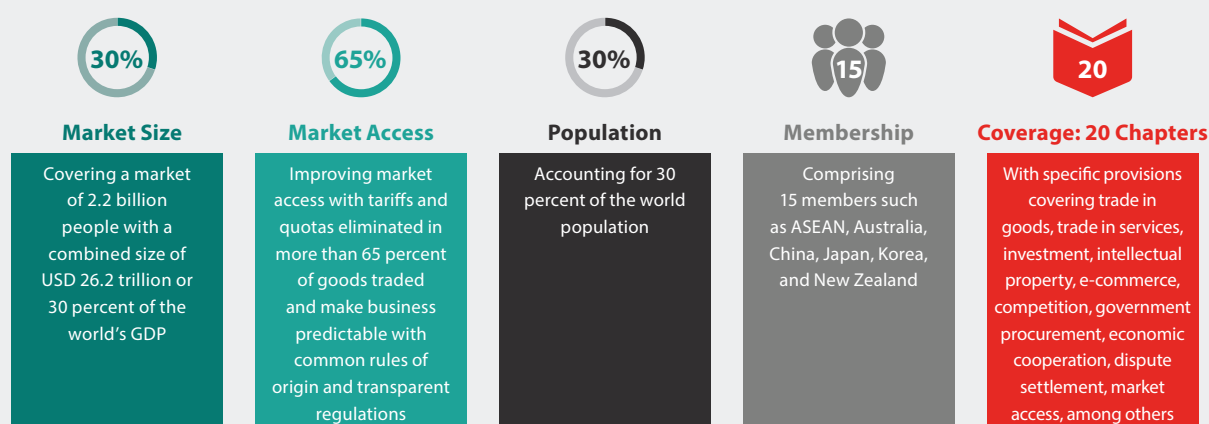 30%
Market Size
Covering a market
of 2.2 billion
people with a
combined size of
USD 26.2 trillion or
30 percent of the
world's GDP
65%
Market Access
Improving market
access with tariffs and
quotas eliminated in
more than 65 percent
of goods traded
and make business
predictable with
common rules of
origin and transparent
regulations
30%
Population
Accounting for 30
percent of the world
population
15
Membership
Comprising
15 members such
as ASEAN, Australia,
China, Japan, Korea,
and New Zealand
20
Coverage: 20 Chapters
With specific provisions
covering trade in
goods, trade in services,
investment, intellectual
property, e-commerce,
competition, government
procurement, economic
cooperation, dispute
settlement, market
access, among others